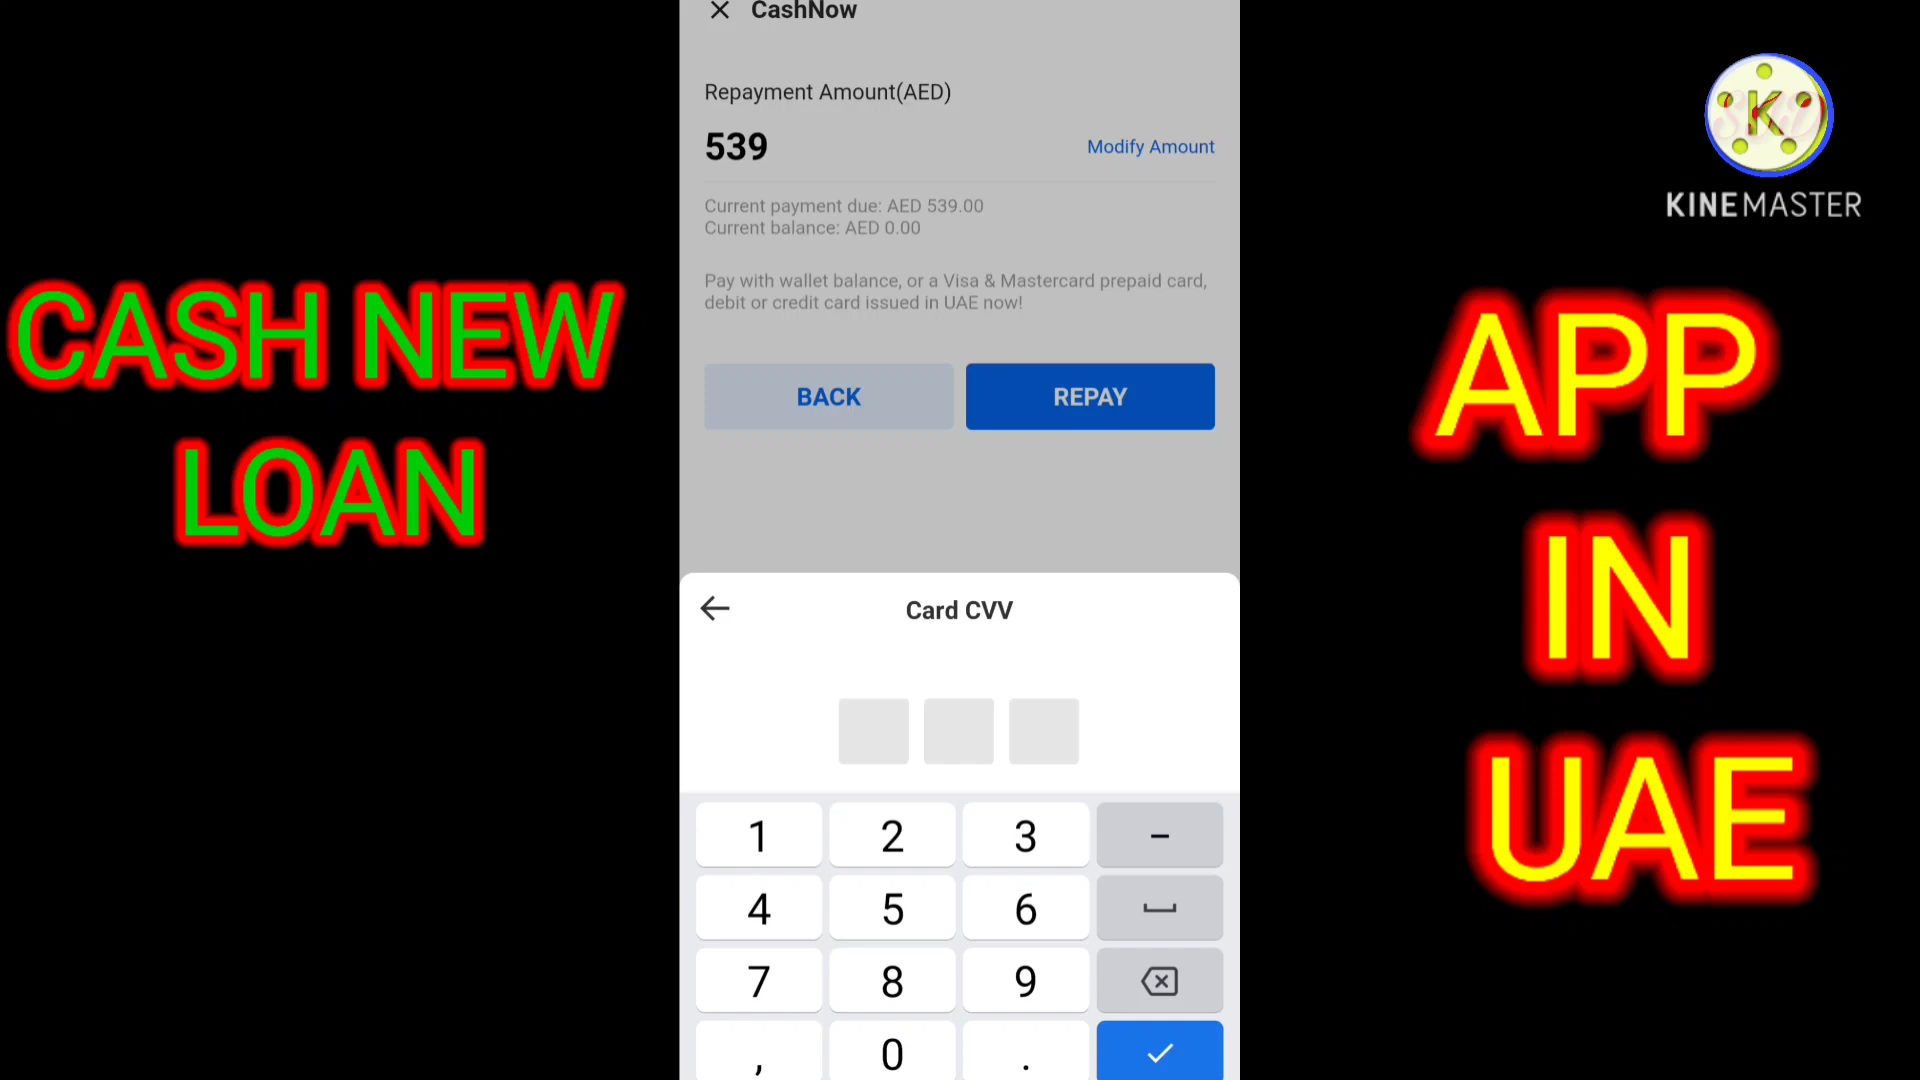 CashNow
Repayment Amount(AED)
539
Modify Amount
Current payment due: AED 539.00
Current balance: AED 0.00
Pay with wallet balance, or a Visa & Mastercard prepaid card,
debit or credit card issued in UAE now!
BACK
REPAY
Card CVV
1 2 3 -
4 5 6
7 8 9
, 0 .
CASH NEW
LOAN
K
KINEMASTER
APP
IN
UAE